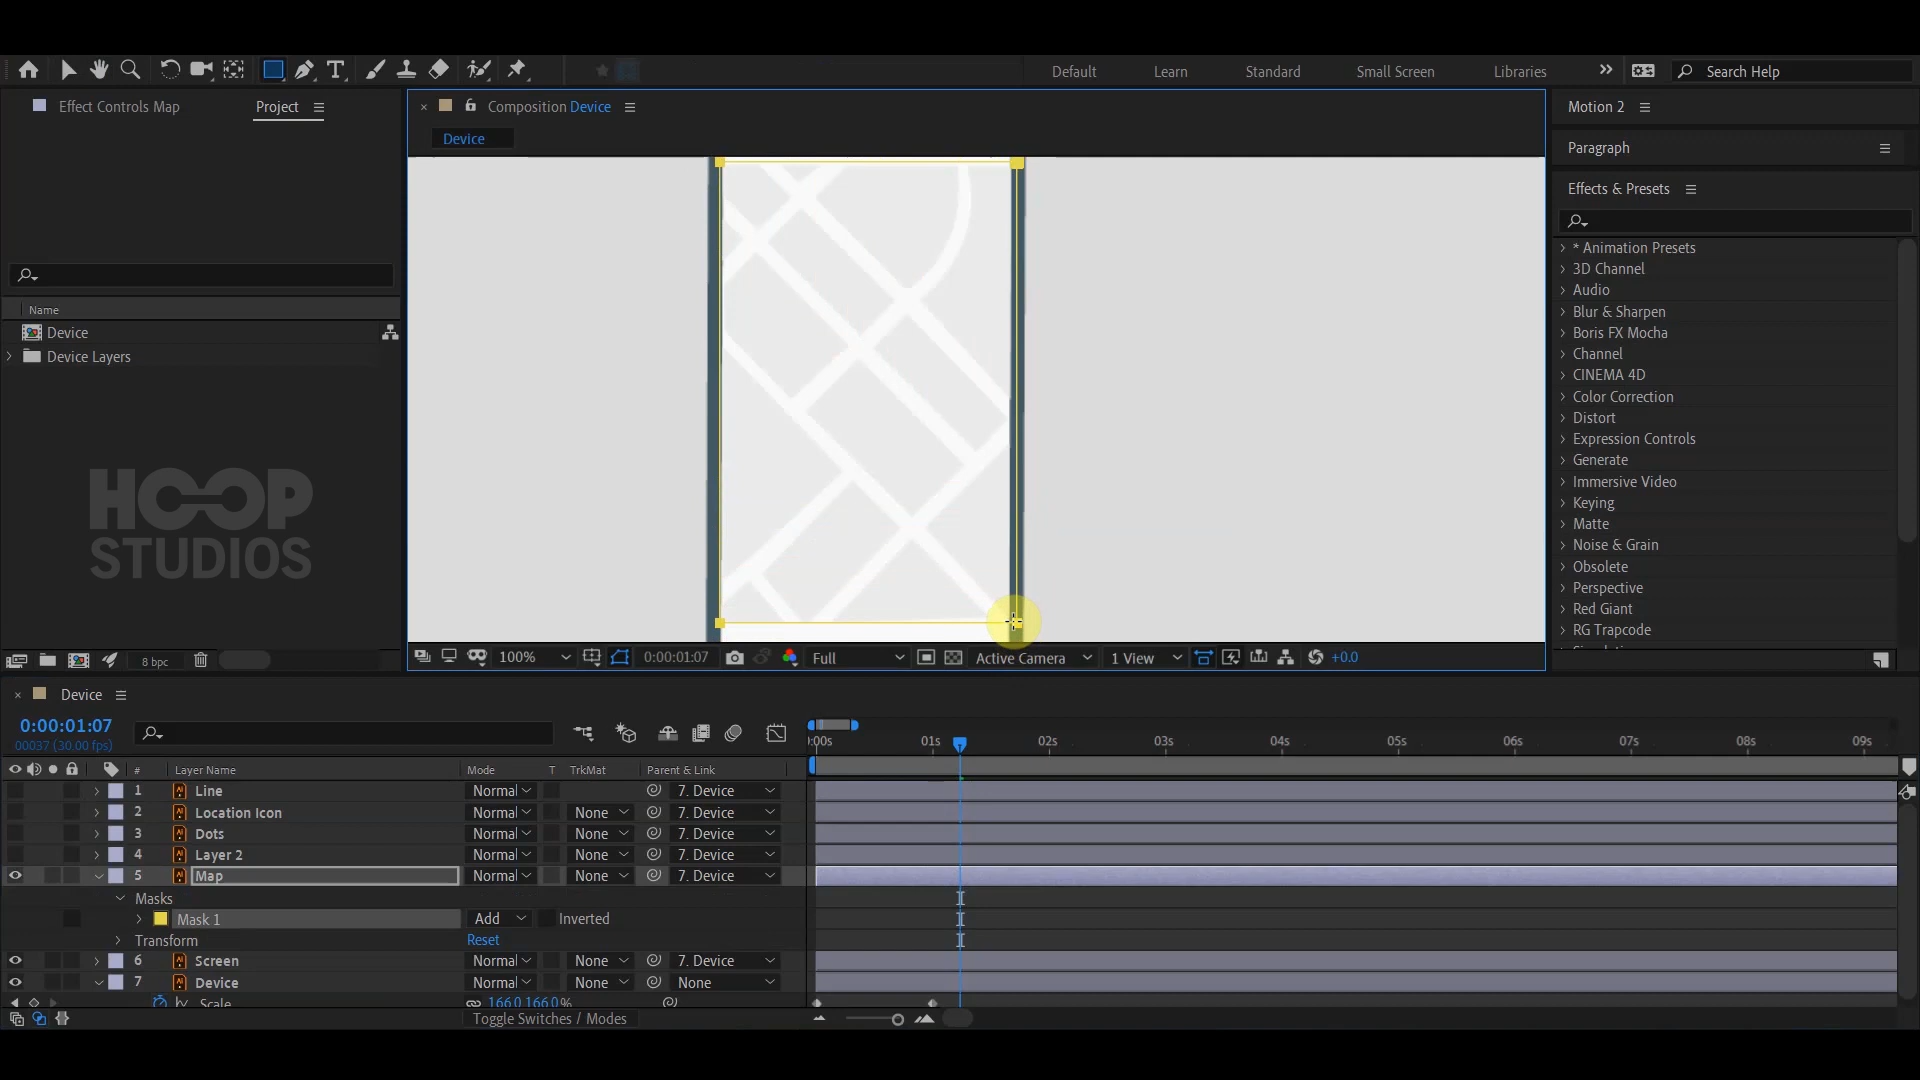 Default
Learn
Standard
Small Screen
Libraries
Search Help
Effect Controls Map
Project
Composition Device
Motion 2
Device
Paragraph
Effects & Presets
* Animation Presets
3D Channel
Audio
Blur & Sharpen
Boris FX Mocha
Channel
CINEMA 4D
Color Correction
Distort
Expression Controls
Generate
Immersive Video
Keying
Matte
Noise & Grain
Obsolete
Perspective
Red Giant
RG Trapcode
Name
Device
Device Layers
HOOP
STUDIOS
8 bpc
100%
0:00:01:07
Full
Active Camera
1 View
+0.0
Device
0:00:01:07
00037 (30.00 fps)
:00s 01s 02s 03s 04s 05s 06s 07s 08s 09s
# Layer Name Mode T TrkMat Parent & Link
1 Line Normal 7. Device
2 Location Icon Normal None 7. Device
3 Dots Normal None 7. Device
4 Layer 2 Normal None 7. Device
5 Map Normal None 7. Device
Masks
Mask 1 Add Inverted
Transform Reset
6 Screen Normal None 7. Device
7 Device Normal None None
Scale 166.0,166.0%
Toggle Switches / Modes